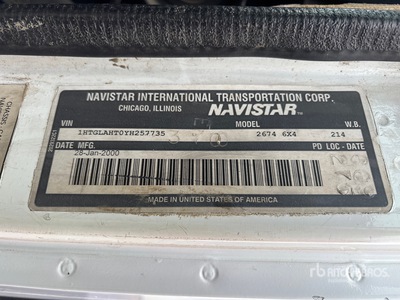 NAVISTAR INTERNATIONAL TRANSPORTATION CORP.
CHICAGO, ILLINOIS NAVISTAR
VIN MODEL W.B.
1HTGLAHT0YH257735 2674 6X4 214
DATE MFG. PD LOC - DATE
28-Jan-2000
MADE IN UNITED STATES OF AMERICA
rb